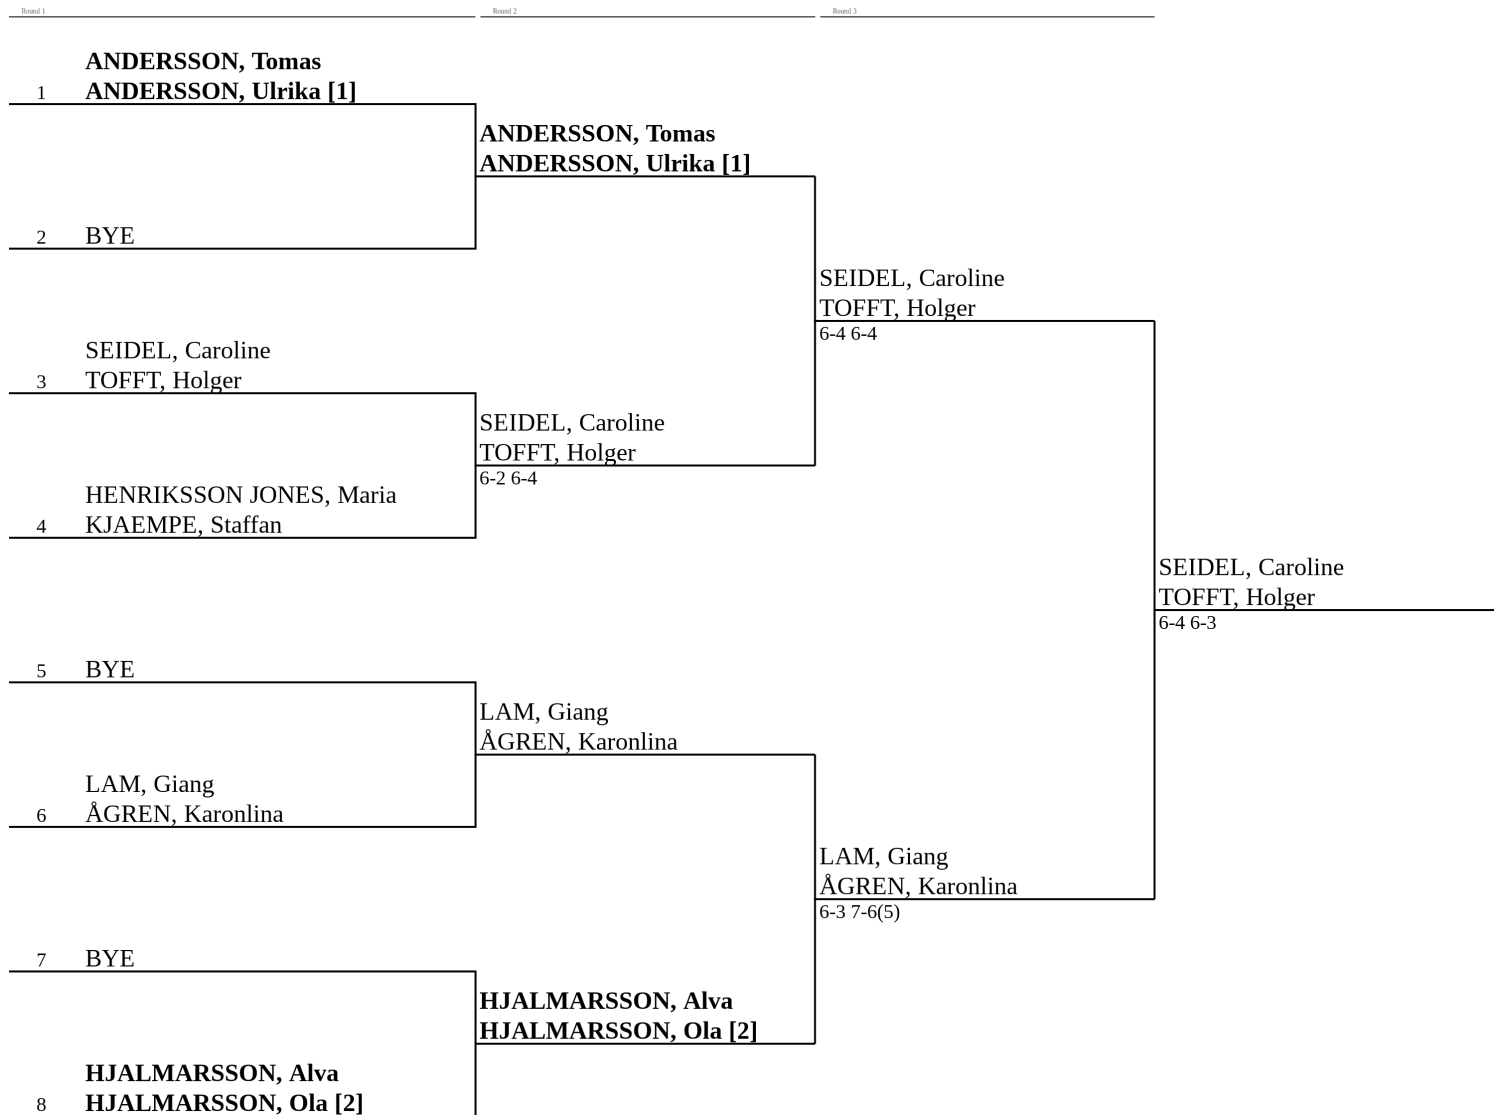 Round 1
Round 2
Round 3
ANDERSSON, Tomas
1 ANDERSSON, Ulrika [1]
ANDERSSON, Tomas
ANDERSSON, Ulrika [1]
2 BYE
SEIDEL, Caroline
TOFFT, Holger
6-4 6-4
SEIDEL, Caroline
3 TOFFT, Holger
SEIDEL, Caroline
TOFFT, Holger
6-2 6-4
HENRIKSSON JONES, Maria
4 KJAEMPE, Staffan
SEIDEL, Caroline
TOFFT, Holger
6-4 6-3
5 BYE
LAM, Giang
ÅGREN, Karonlina
LAM, Giang
6 ÅGREN, Karonlina
LAM, Giang
ÅGREN, Karonlina
6-3 7-6(5)
7 BYE
HJALMARSSON, Alva
HJALMARSSON, Ola [2]
HJALMARSSON, Alva
8 HJALMARSSON, Ola [2]